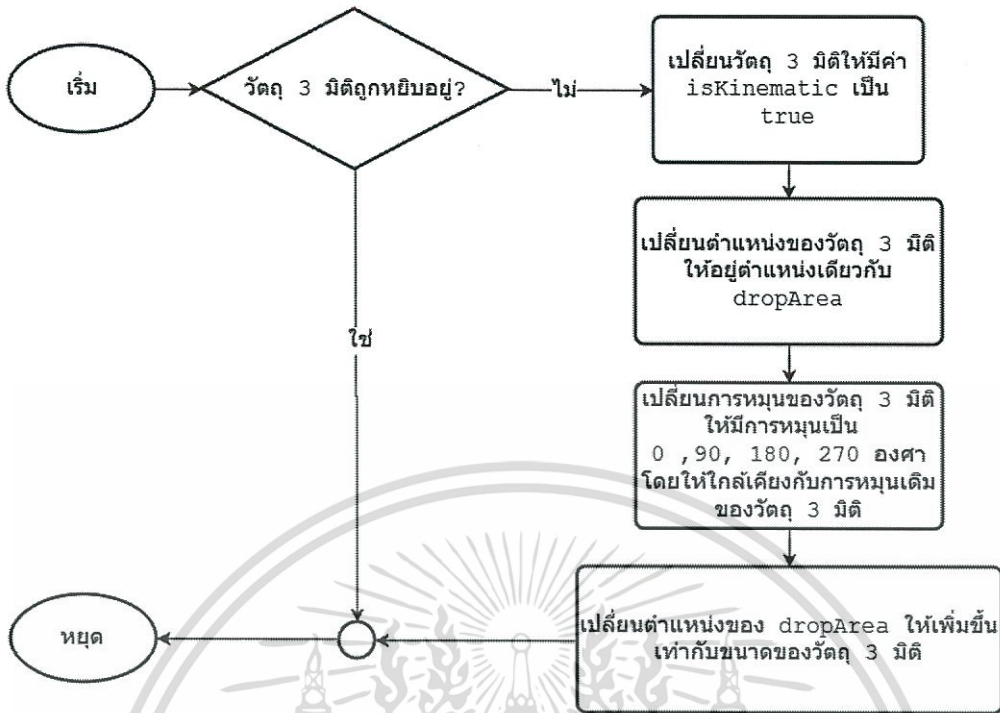 เริ่ม
วัตถุ 3 มิติถูกหยิบอยู่?
ไม่
เปลี่ยนวัตถุ 3 มิติให้มีค่า
isKinematic เป็น
true
เปลี่ยนตำแหน่งของวัตถุ 3 มิติ
ให้อยู่ตำแหน่งเดียวกับ
dropArea
ใช่
เปลี่ยนการหมุนของวัตถุ 3 มิติ
ให้มีการหมุนเป็น
0 ,90, 180, 270 องศา
โดยให้ใกล้เคียงกับการหมุนเดิม
ของวัตถุ 3 มิติ
เปลี่ยนตำแหน่งของ dropArea ให้เพิ่มขึ้น
เท่ากับขนาดของวัตถุ 3 มิติ
หยุด